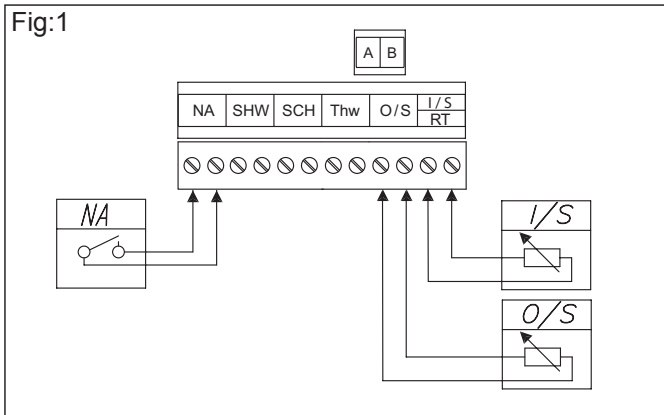 Fig:1
A B
NA SHW SCH Thw O/S I/S
RT
NA
I/S
O/S